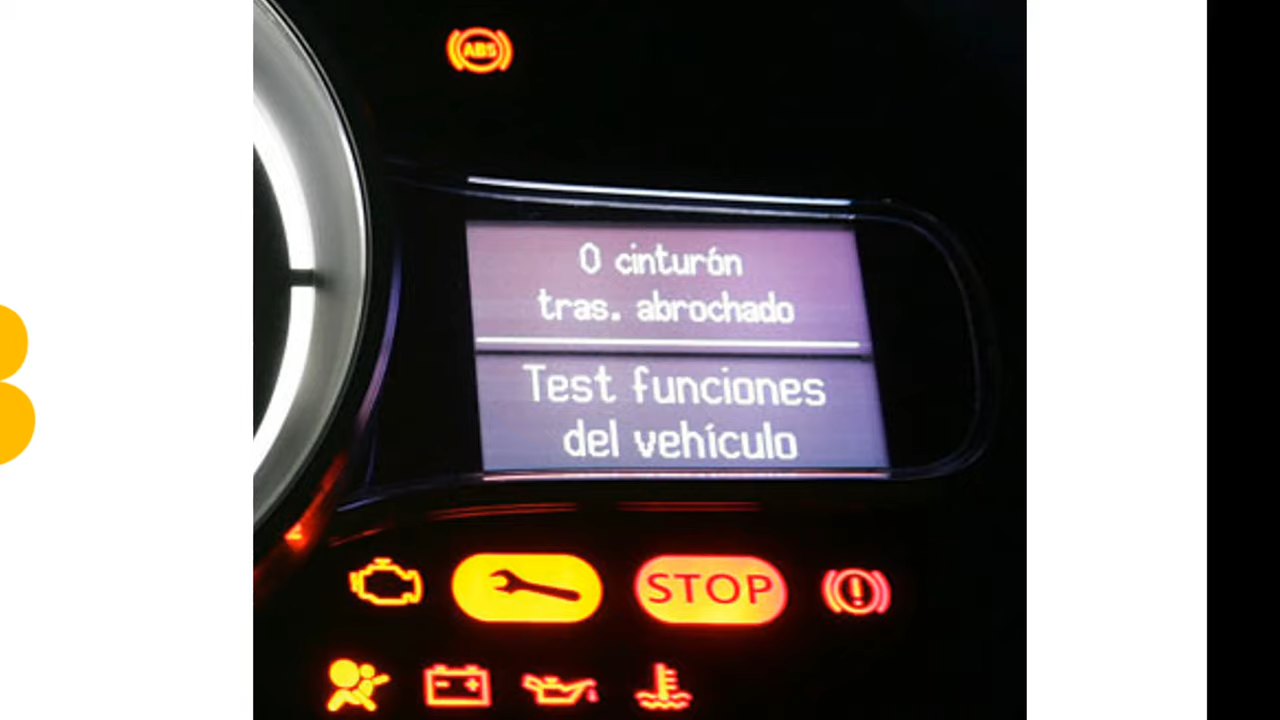 ABS
0 cinturón
tras. abrochado
Test funciones
del vehículo
STOP